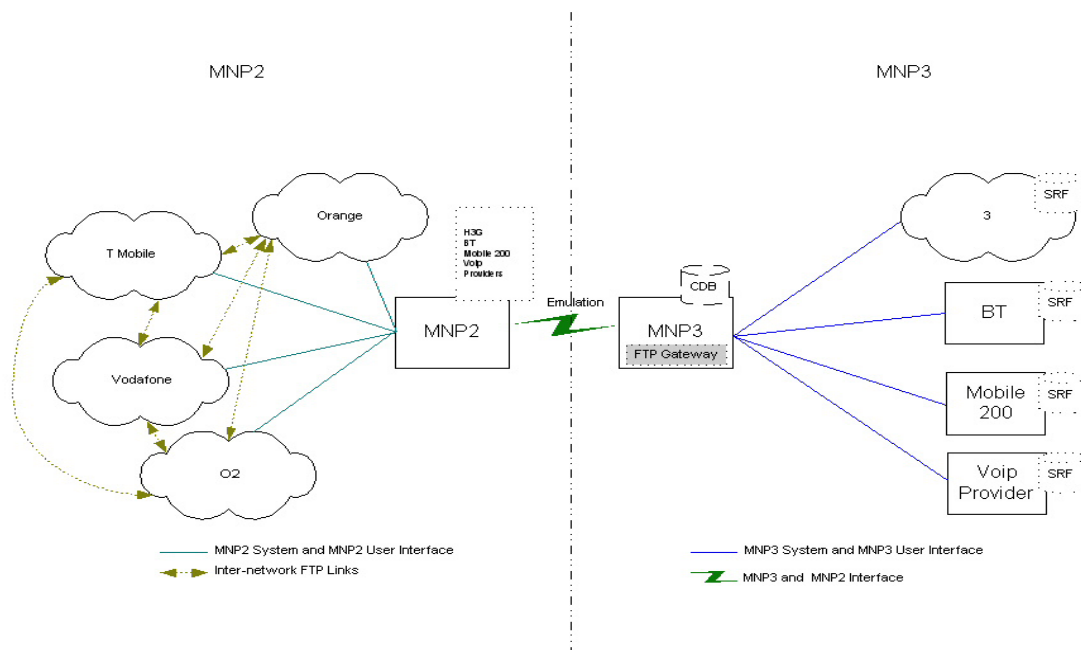 MNP2
MNP3
Orange
T Mobile
Vodafone
O2
H3G
BT
Mobile 200
Voip
Providers
MNP2
Emulation
CDB
MNP3
FTP Gateway
3
SRF
BT
SRF
Mobile
200
SRF
Voip
Provider
SRF
MNP2 System and MNP2 User Interface
Inter-network FTP Links
MNP3 System and MNP3 User Interface
MNP3 and MNP2 Interface